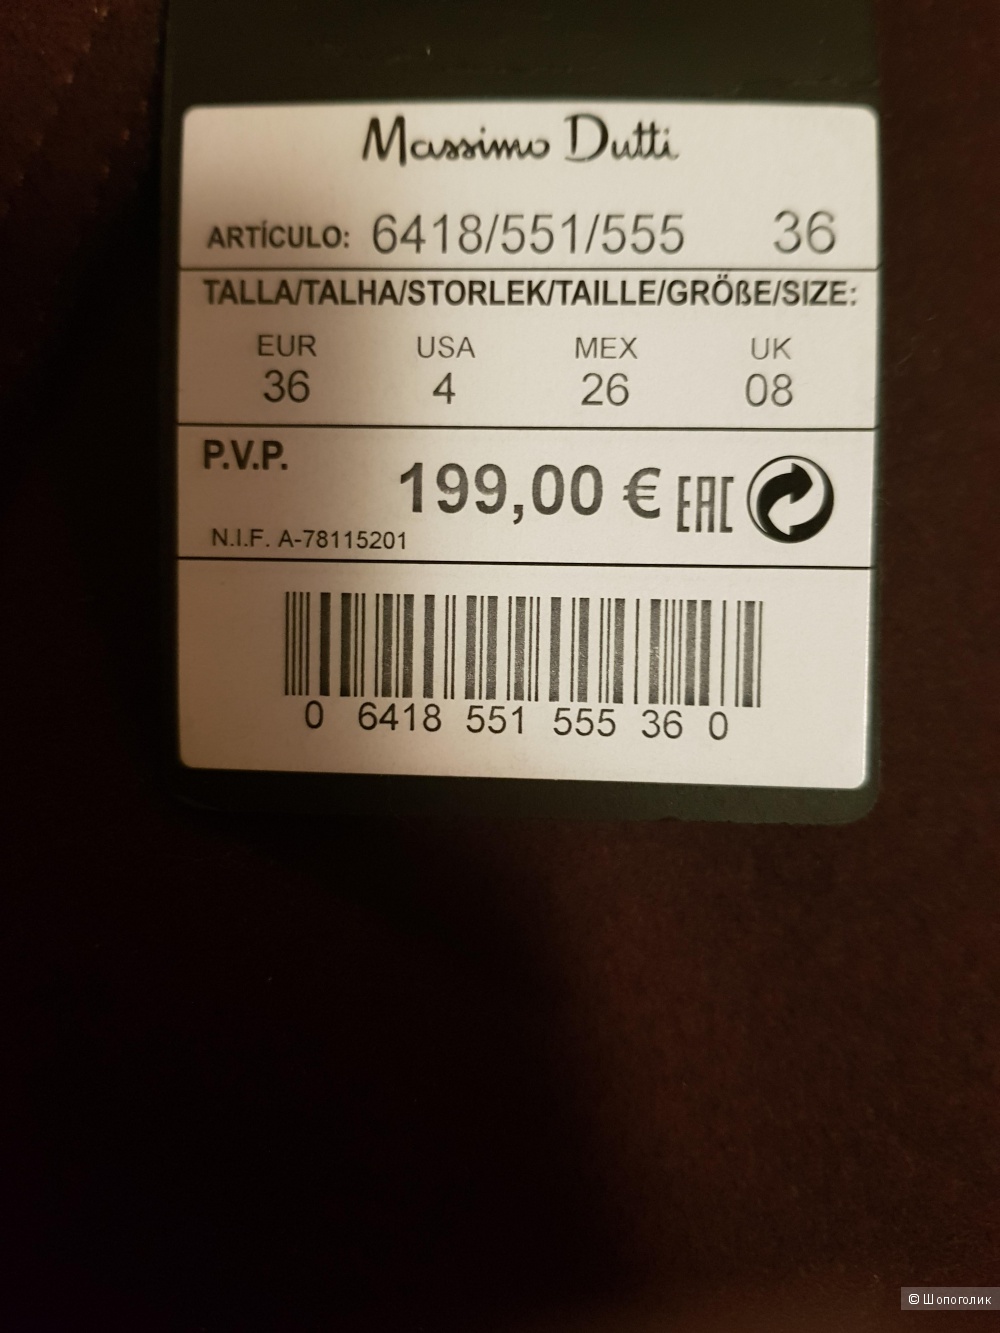 Massimo Dutti
ARTÍCULO: 6418/551/555 36
TALLA/TALHA/STORLEK/TAILLE/GRÖßE/SIZE:
EUR USA MEX UK
36 4 26 08
P.V.P. 199,00 € EAC
N.I.F. A-78115201
0 6418 551 555 36 0
© Шопоголик